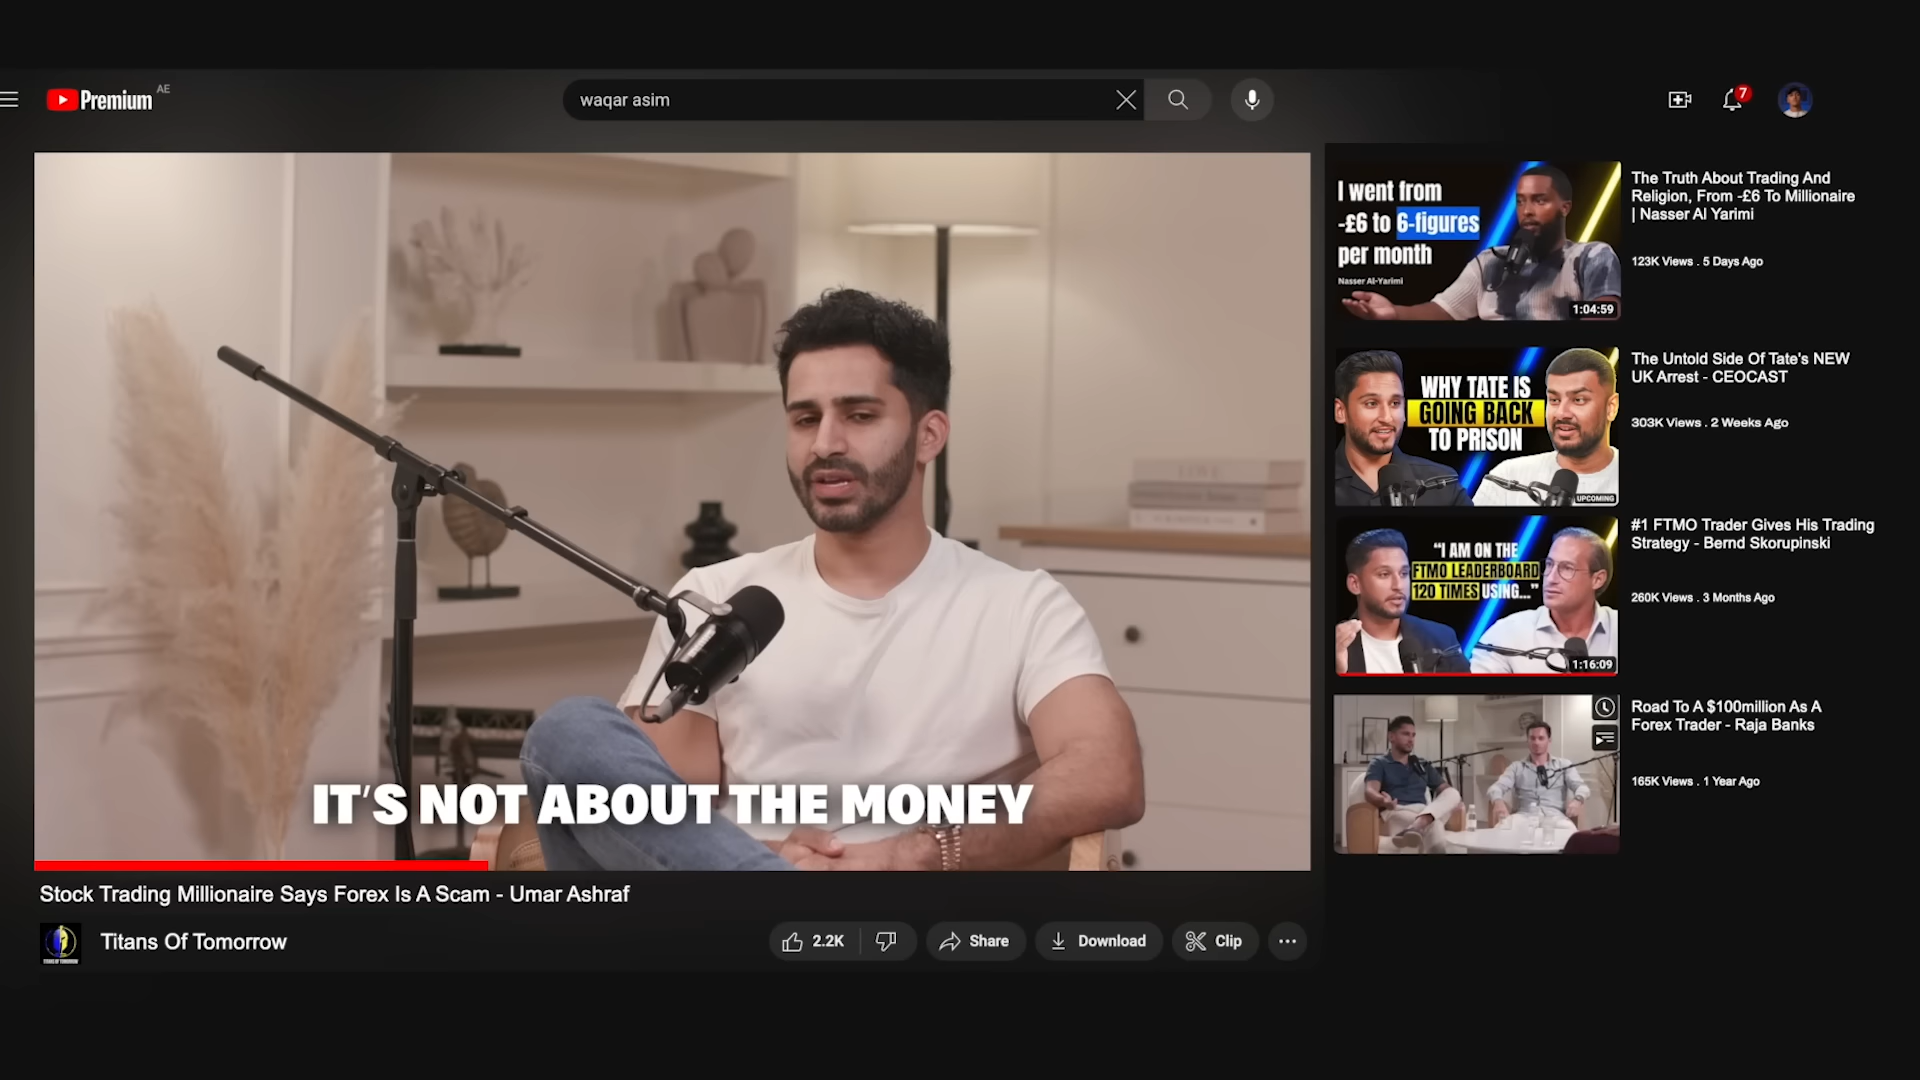 Premium AE
waqar asim
7
IT'S NOT ABOUT THE MONEY
Stock Trading Millionaire Says Forex Is A Scam - Umar Ashraf
Titans Of Tomorrow
2.2K
Share
Download
Clip
I went from
-£6 to 6-figures
per month
Nasser Al-Yarimi
1:04:59
The Truth About Trading And
Religion, From -£6 To Millionaire
| Nasser Al Yarimi
123K Views . 5 Days Ago
WHY TATE IS
GOING BACK
TO PRISON
UPCOMING
The Untold Side Of Tate's NEW
UK Arrest - CEOCAST
303K Views . 2 Weeks Ago
"I AM ON THE
FTMO LEADERBOARD
120 TIMES USING..."
1:16:09
#1 FTMO Trader Gives His Trading
Strategy - Bernd Skorupinski
260K Views . 3 Months Ago
Road To A $100million As A
Forex Trader - Raja Banks
165K Views . 1 Year Ago